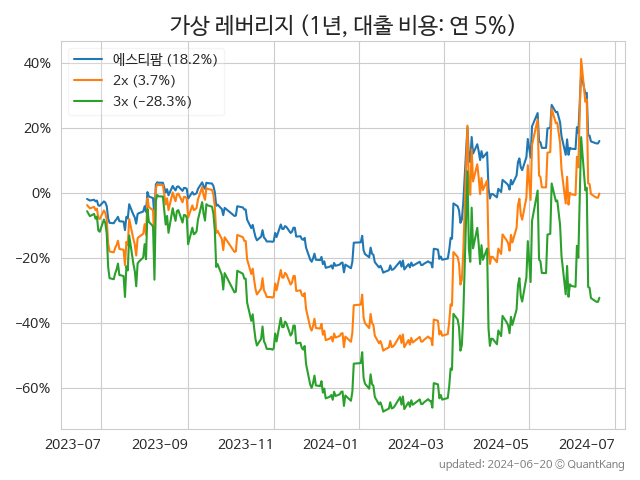 가상 레버리지 (1년, 대출 비용: 연 5%)
에스티팜 (18.2%)
2x (3.7%)
3x (−28.3%)
40%
20%
0%
−20%
−40%
−60%
2023-07 2023-09 2023-11 2024-01 2024-03 2024-05 2024-07
updated: 2024-06-20 © QuantKang